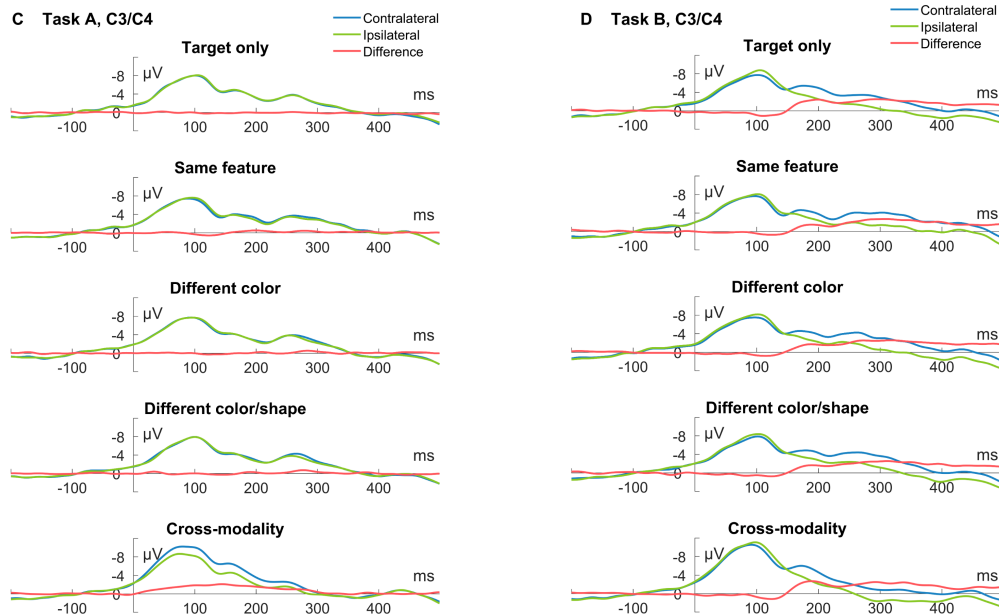 C Task A, C3/C4
Contralateral
Ipsilateral
Difference
Target only
-8
µV
-4
0
ms
-100
100
200
300
400
Same feature
-8
µV
-4
0
ms
-100
100
200
300
400
Different color
-8
µV
-4
0
ms
-100
100
200
300
400
Different color/shape
-8
µV
-4
0
ms
-100
100
200
300
400
Cross-modality
-8
µV
-4
0
ms
-100
100
200
300
400
D Task B, C3/C4
Contralateral
Ipsilateral
Difference
Target only
-8
µV
-4
0
ms
-100
100
200
300
400
Same feature
-8
µV
-4
0
ms
-100
100
200
300
400
Different color
-8
µV
-4
0
ms
-100
100
200
300
400
Different color/shape
-8
µV
-4
0
ms
-100
100
200
300
400
Cross-modality
-8
µV
-4
0
ms
-100
100
200
300
400